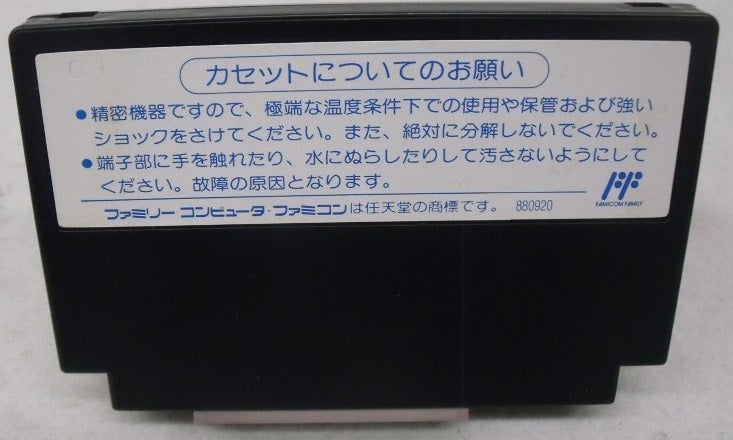 カセットについてのお願い
●精密機器ですので、極端な温度条件下での使用や保管および強い
ショックをさけてください。また、絶対に分解しないでください。
●端子部に手を触れたり、水にぬらしたりして汚さないようにして
ください。故障の原因となります。
ファミリーコンピュータ・ファミコンは任天堂の商標です。 880920
FF
FAMICOM FAMILY